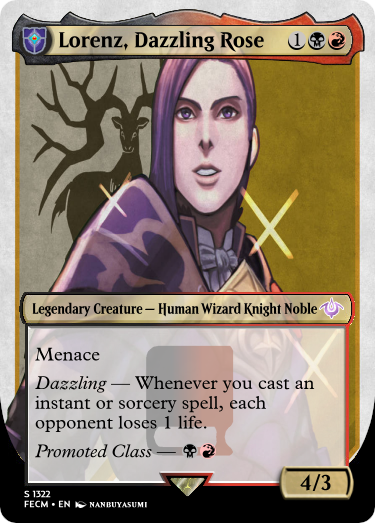 Lorenz, Dazzling Rose 1
Legendary Creature — Human Wizard Knight Noble
Menace
Dazzling — Whenever you cast an
instant or sorcery spell, each
opponent loses 1 life.
Promoted Class —
4/3
S 1322
FECM • EN NANBUYASUMI